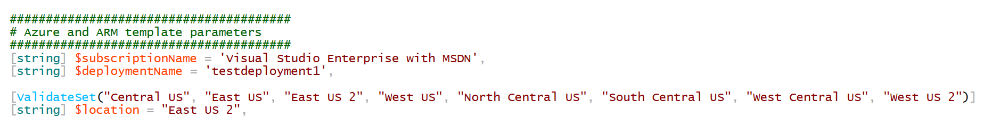 #######################################
# Azure and ARM template parameters
#######################################
[string] $subscriptionName = 'Visual Studio Enterprise with MSDN',
[string] $deploymentName = 'testdeployment1',
[ValidateSet("Central US", "East US", "East US 2", "West US", "North Central US", "South Central US", "West Central US", "West US 2")]
[string] $location = "East US 2",